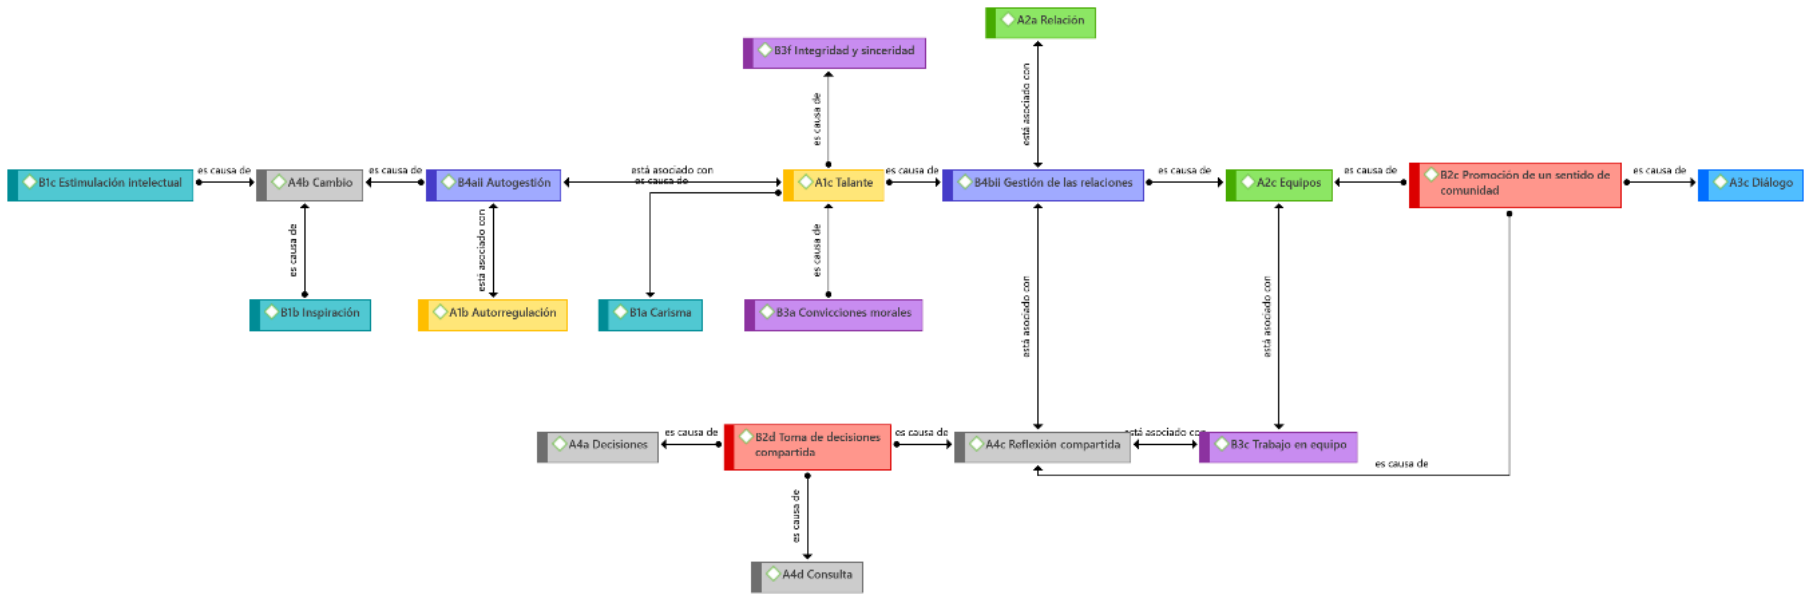 A2a Relación
B3f Integridad y sinceridad
está asociado con
es causa de
es causa de
es causa de
está asociado con
es causa de
es causa de
es causa de
es causa de
es causa de
B1c Estimulación intelectual
A4b Cambio
B4aii Autogestión
A1c Talante
B4bii Gestión de las relaciones
A2c Equipos
B2c Promoción de un sentido de
comunidad
A3c Diálogo
es causa de
está asociado con
es causa de
está asociado con
está asociado con
B1b Inspiración
A1b Autorregulación
B1a Carisma
B3a Convicciones morales
es causa de
es causa de
está asociado con
A4a Decisiones
B2d Toma de decisiones
compartida
A4c Reflexión compartida
B3c Trabajo en equipo
es causa de
es causa de
A4d Consulta